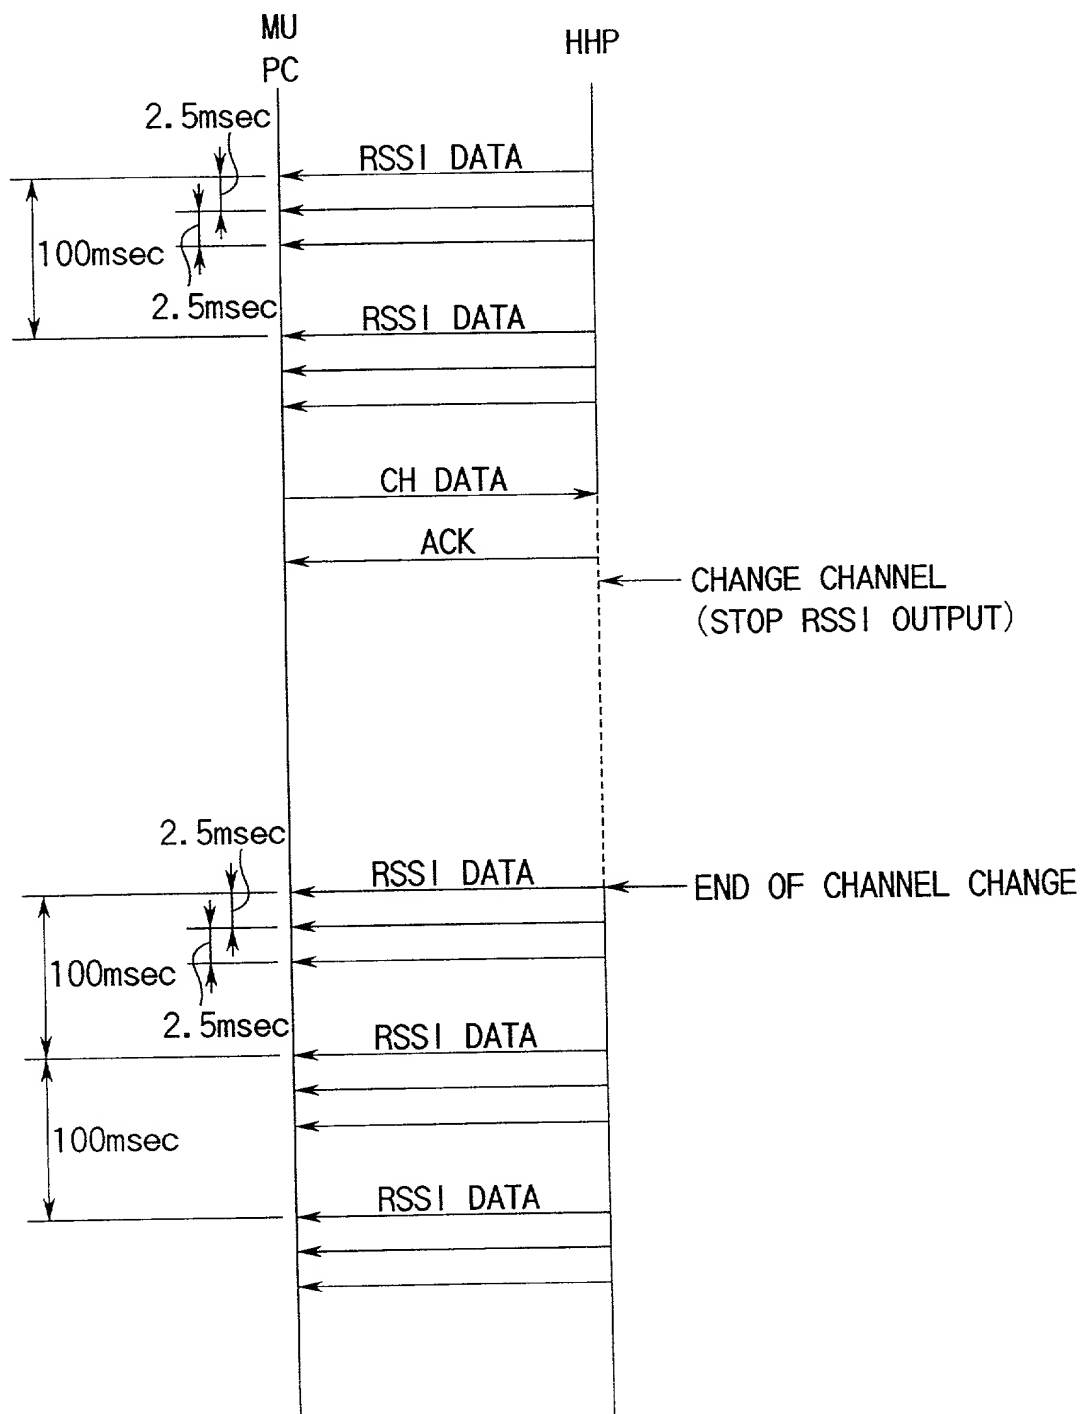 MU
PC
HHP
2.5msec
RSSI DATA
100msec
2.5msec
RSSI DATA
CH DATA
ACK
CHANGE CHANNEL
(STOP RSSI OUTPUT)
2.5msec
RSSI DATA
END OF CHANNEL CHANGE
100msec
2.5msec
RSSI DATA
100msec
RSSI DATA